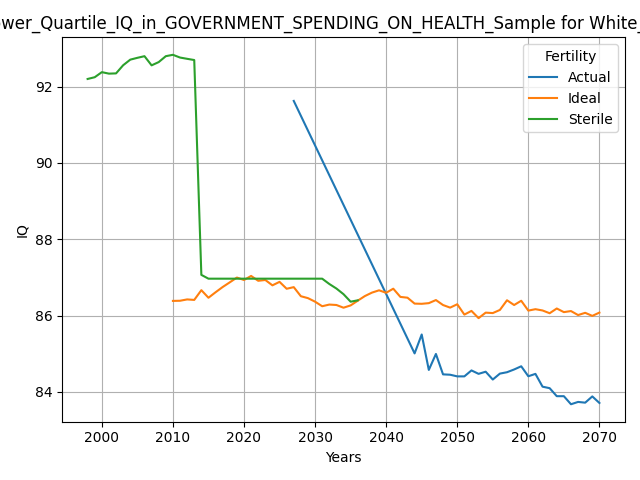 ower_Quartile_IQ_in_GOVERNMENT_SPENDING_ON_HEALTH_Sample for White_
Fertility
Actual
Ideal
Sterile
IQ
92
90
88
86
84
2000 2010 2020 2030 2040 2050 2060 2070
Years